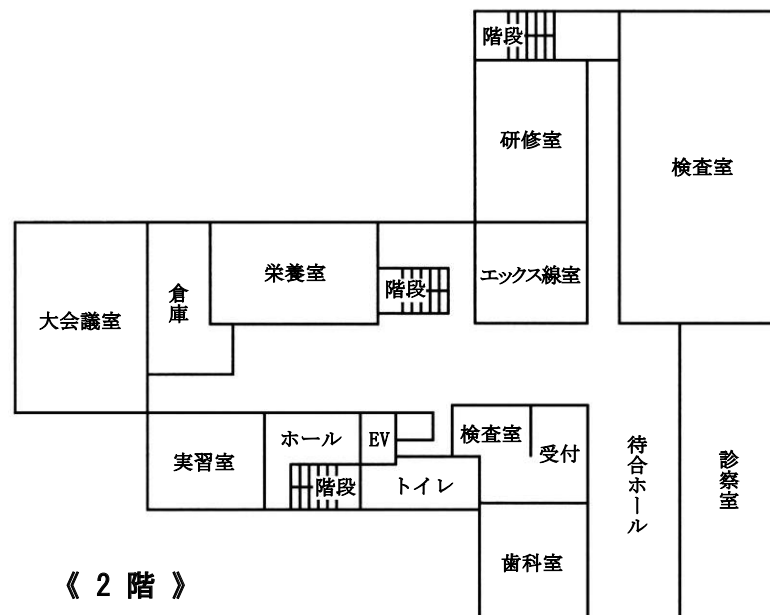 階段
研修室
検査室
大会議室
倉庫
栄養室
階段
エックス線室
実習室
ホール
EV
階段
トイレ
検査室
受付
待合ホール
診察室
歯科室
《 2 階 》